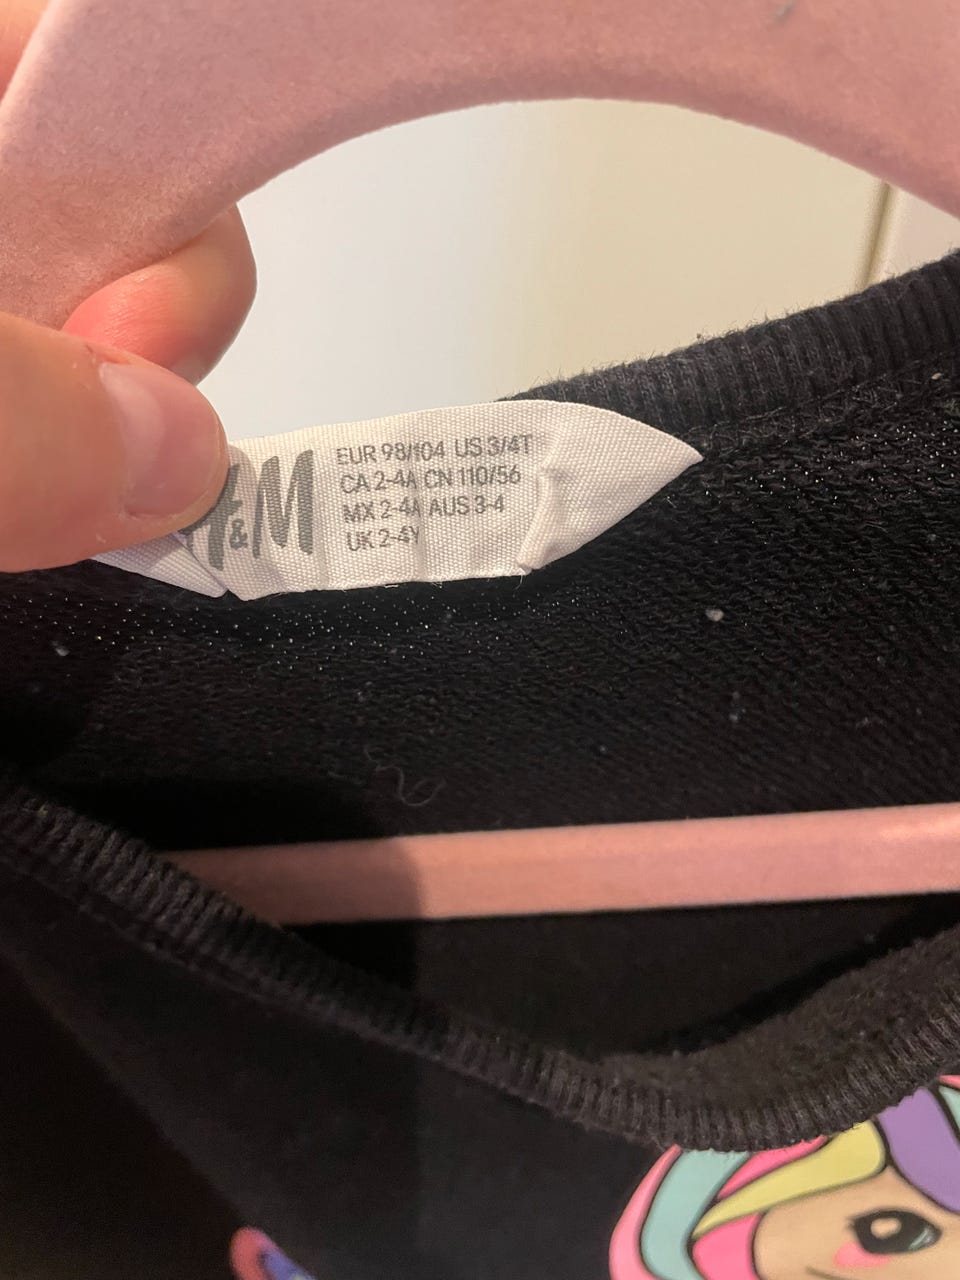 H&M
EUR 98/104 US 3/4T
CA 2-4A CN 110/56
MX 2-4A AUS 3-4
UK 2-4Y